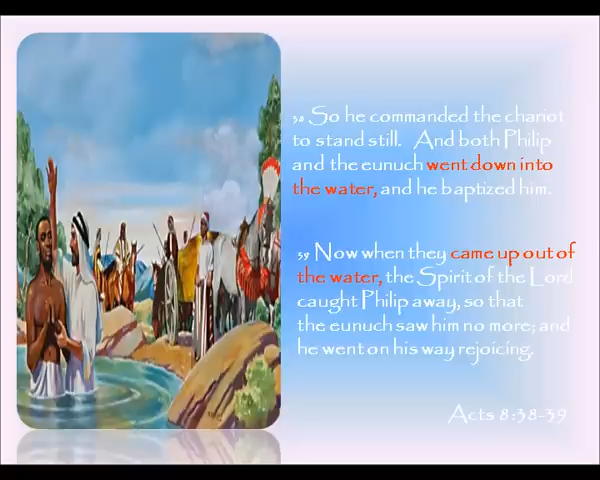 38 So he commanded the chariot
to stand still. And both Philip
and the eunuch went down into
the water, and he baptized him.
39 Now when they came up out of
the water, the Spirit of the Lord
caught Philip away, so that
the eunuch saw him no more; and
he went on his way rejoicing.
Acts 8:38-39